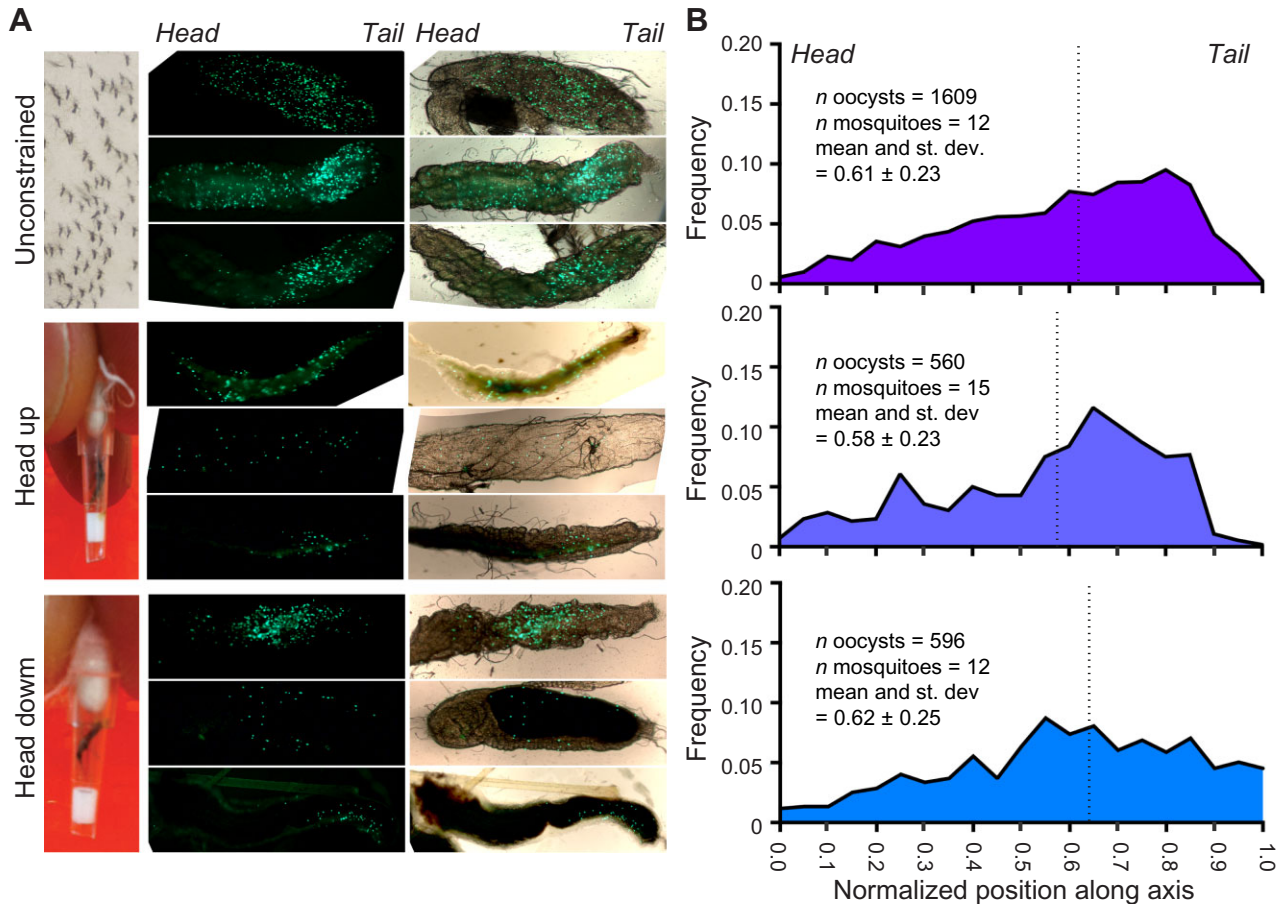 A
Head
Tail
Head
Tail
Unconstrained
Head up
Head down
B
0.20
0.15
0.10
0.05
0
Frequency
Head
Tail
n oocysts = 1609
n mosquitoes = 12
mean and st. dev.
= 0.61 ± 0.23
0.20
0.15
0.10
0.05
0
Frequency
n oocysts = 560
n mosquitoes = 15
mean and st. dev
= 0.58 ± 0.23
0.20
0.15
0.10
0.05
0
Frequency
n oocysts = 596
n mosquitoes = 12
mean and st. dev
= 0.62 ± 0.25
0.0
0.1
0.2
0.3
0.4
0.5
0.6
0.7
0.8
0.9
1.0
Normalized position along axis